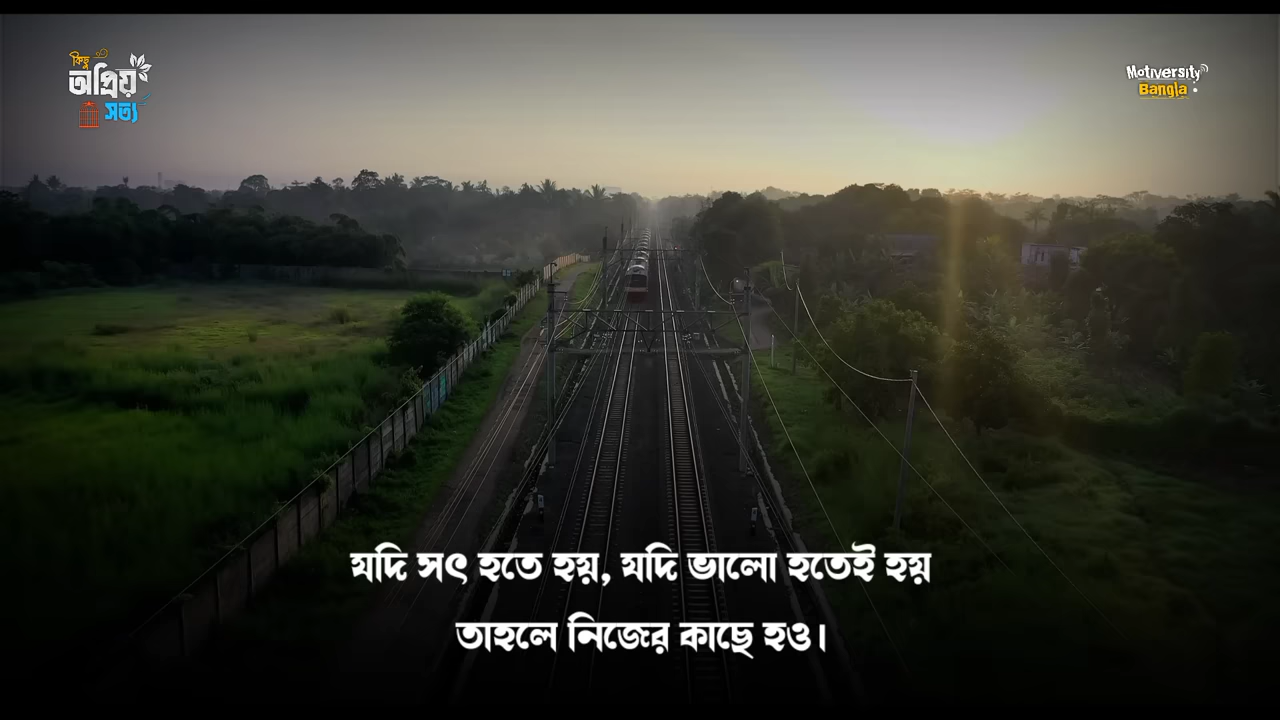 কিছু
অপ্রিয়
সত্য
Motiversity
Bangla
যদি সৎ হতে হয়, যদি ভালো হতেই হয়
তাহলে নিজের কাছে হও।